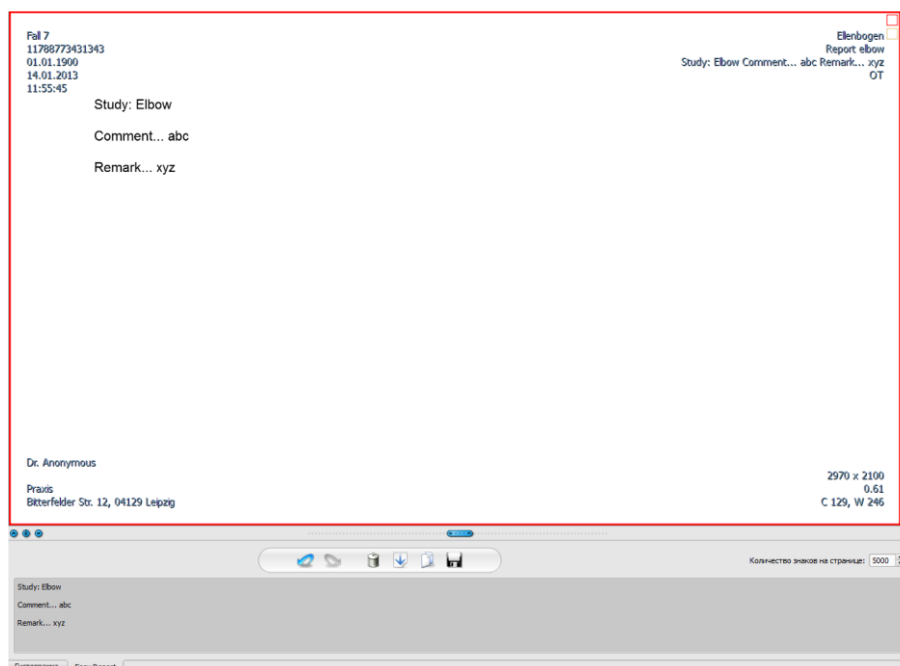 Fall 7
11788773431343
01.01.1900
14.01.2013
11:55:45
Ellenbogen
Report elbow
Study: Elbow Comment... abc Remark... xyz
OT
Study: Elbow
Comment... abc
Remark... xyz
Dr. Anonymous
Praxis
Bitterfelder Str. 12, 04129 Leipzig
2970 x 2100
0.61
C 129, W 246
Количество знаков на странице: 5000
Study: Elbow
Comment... abc
Remark... xyz